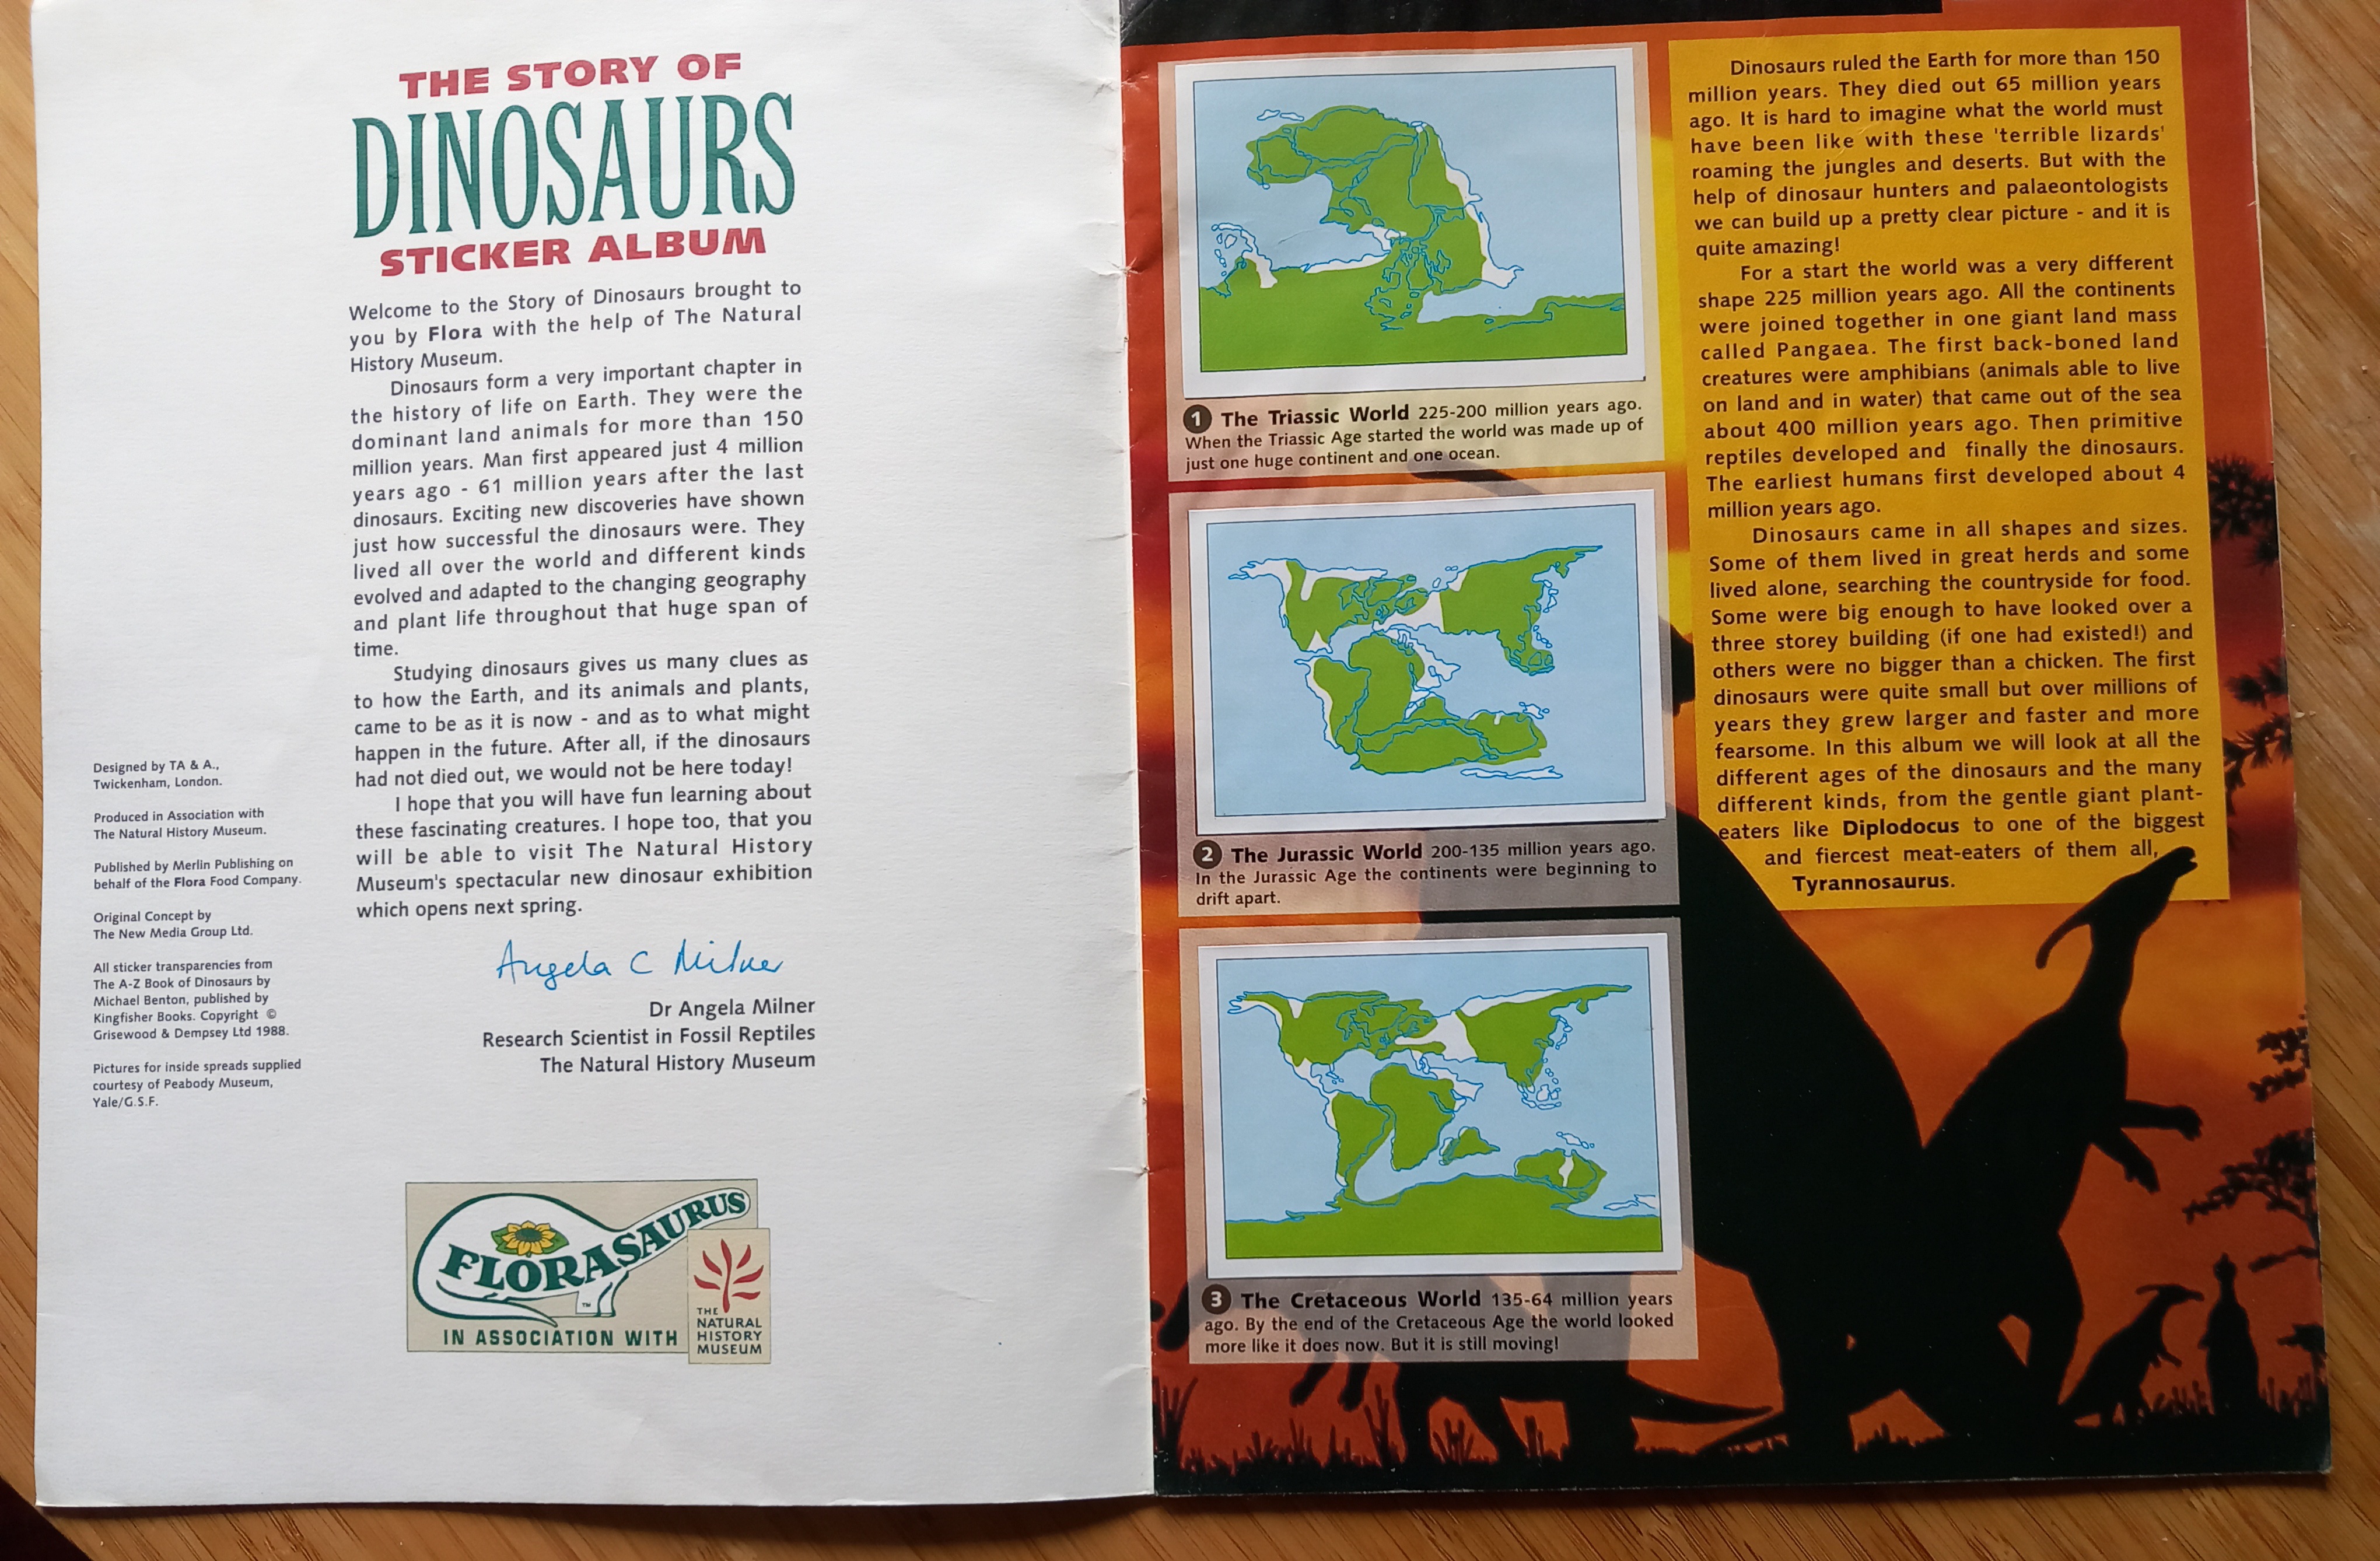 THE STORY OF
DINOSAURS
STICKER ALBUM
Welcome to the Story of Dinosaurs brought to
you by Flora with the help of The Natural
History Museum.
Dinosaurs form a very important chapter in
the history of life on Earth. They were the
dominant land animals for more than 150
million years. Man first appeared just 4 million
years ago - 61 million years after the last
dinosaurs. Exciting new discoveries have shown
just how successful the dinosaurs were. They
lived all over the world and different kinds
evolved and adapted to the changing geography
and plant life throughout that huge span of
time.
Studying dinosaurs gives us many clues as
to how the Earth, and its animals and plants,
came to be as it is now - and as to what might
happen in the future. After all, if the dinosaurs
had not died out, we would not be here today!
I hope that you will have fun learning about
these fascinating creatures. I hope too, that you
will be able to visit The Natural History
Museum's spectacular new dinosaur exhibition
which opens next spring.
Angela C Milner
Dr Angela Milner
Research Scientist in Fossil Reptiles
The Natural History Museum
Designed by TA & A.,
Twickenham, London.
Produced in Association with
The Natural History Museum.
Published by Merlin Publishing on
behalf of the Flora Food Company.
Original Concept by
The New Media Group Ltd.
All sticker transparencies from
The A-Z Book of Dinosaurs by
Michael Benton, published by
Kingfisher Books. Copyright ©
Grisewood & Dempsey Ltd 1988.
Pictures for inside spreads supplied
courtesy of Peabody Museum,
Yale/G.S.F.
FLORASAURUS
TM
IN ASSOCIATION WITH
THE
NATURAL
HISTORY
MUSEUM
1 The Triassic World 225-200 million years ago.
When the Triassic Age started the world was made up of
just one huge continent and one ocean.
2 The Jurassic World 200-135 million years ago.
In the Jurassic Age the continents were beginning to
drift apart.
3 The Cretaceous World 135-64 million years
ago. By the end of the Cretaceous Age the world looked
more like it does now. But it is still moving!
Dinosaurs ruled the Earth for more than 150
million years. They died out 65 million years
ago. It is hard to imagine what the world must
have been like with these 'terrible lizards'
roaming the jungles and deserts. But with the
help of dinosaur hunters and palaeontologists
we can build up a pretty clear picture - and it is
quite amazing!
For a start the world was a very different
shape 225 million years ago. All the continents
were joined together in one giant land mass
called Pangaea. The first back-boned land
creatures were amphibians (animals able to live
on land and in water) that came out of the sea
about 400 million years ago. Then primitive
reptiles developed and finally the dinosaurs.
The earliest humans first developed about 4
million years ago.
Dinosaurs came in all shapes and sizes.
Some of them lived in great herds and some
lived alone, searching the countryside for food.
Some were big enough to have looked over a
three storey building (if one had existed!) and
others were no bigger than a chicken. The first
dinosaurs were quite small but over millions of
years they grew larger and faster and more
fearsome. In this album we will look at all the
different ages of the dinosaurs and the many
different kinds, from the gentle giant plant-
eaters like Diplodocus to one of the biggest
and fiercest meat-eaters of them all,
Tyrannosaurus.